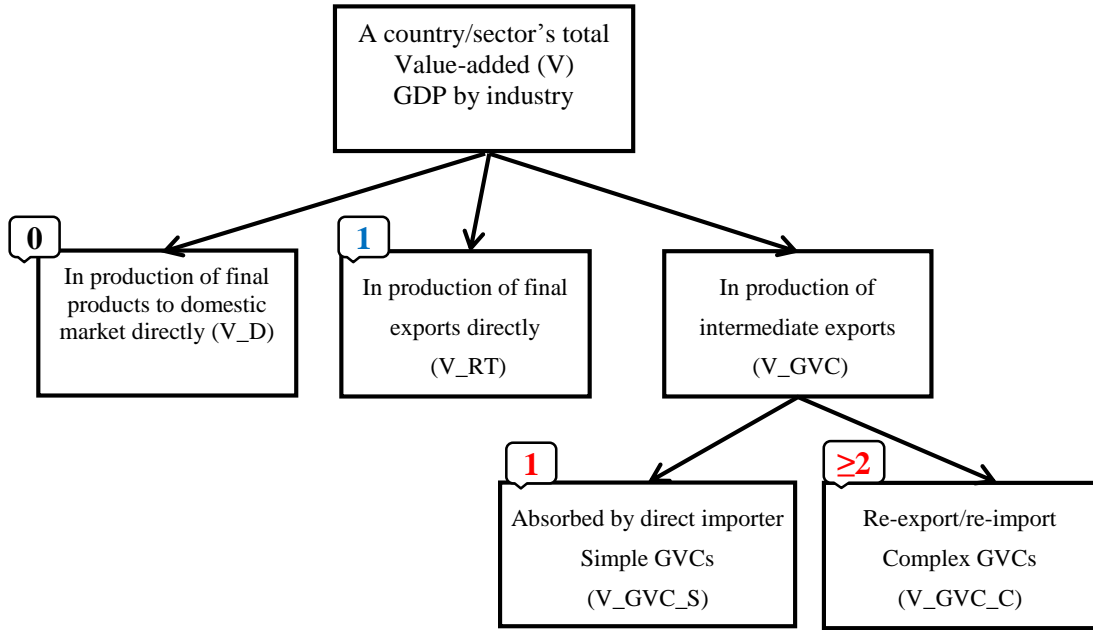 A country/sector's total
Value-added (V)
GDP by industry
0
In production of final
products to domestic
market directly (V_D)
1
In production of final
exports directly
(V_RT)
In production of
intermediate exports
(V_GVC)
1
Absorbed by direct importer
Simple GVCs
(V_GVC_S)
≥2
Re-export/re-import
Complex GVCs
(V_GVC_C)